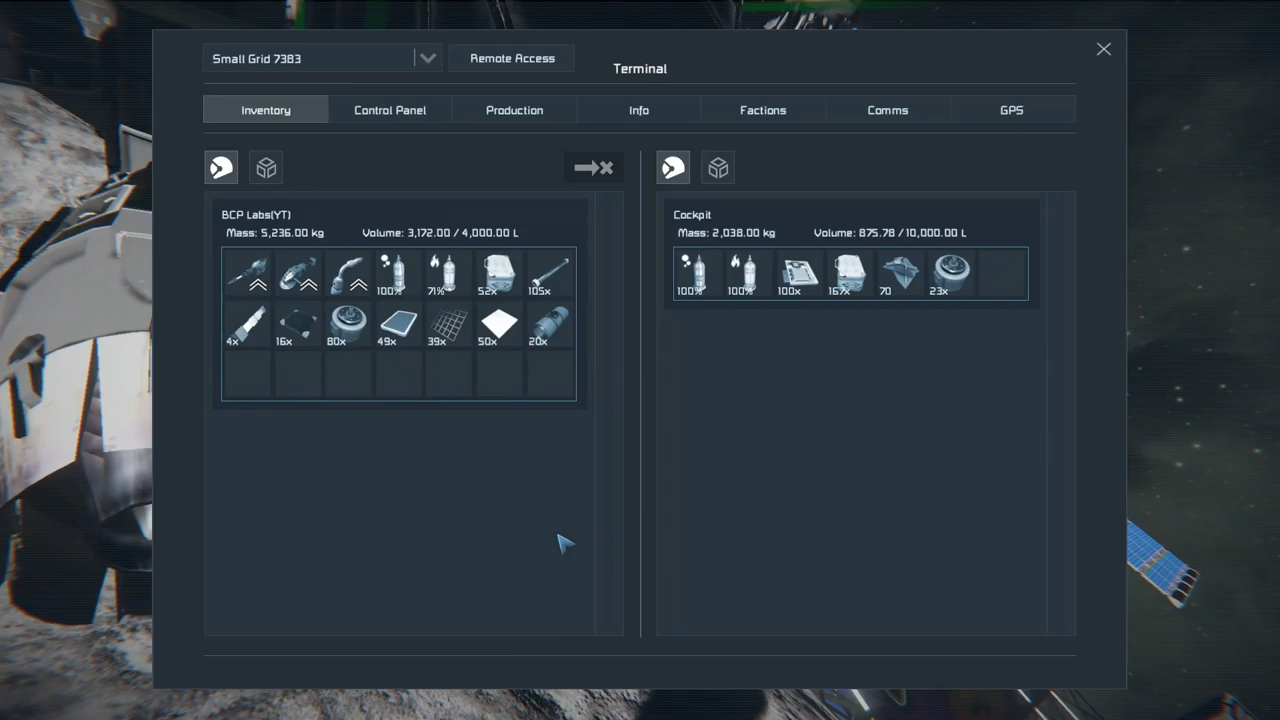 Small Grid 7383
Remote Access
Terminal
Inventory
Control Panel
Production
Info
Factions
Comms
GPS
BCP Labs(YT)
Mass: 5,236.00 kg Volume: 3,172.00 / 4,000.00 L
100% 71% 52x 105x
4x 16x 80x 49x 39x 50x 20x
Cockpit
Mass: 2,038.00 kg Volume: 875.78 / 10,000.00 L
100% 100% 100x 167x 70 23x